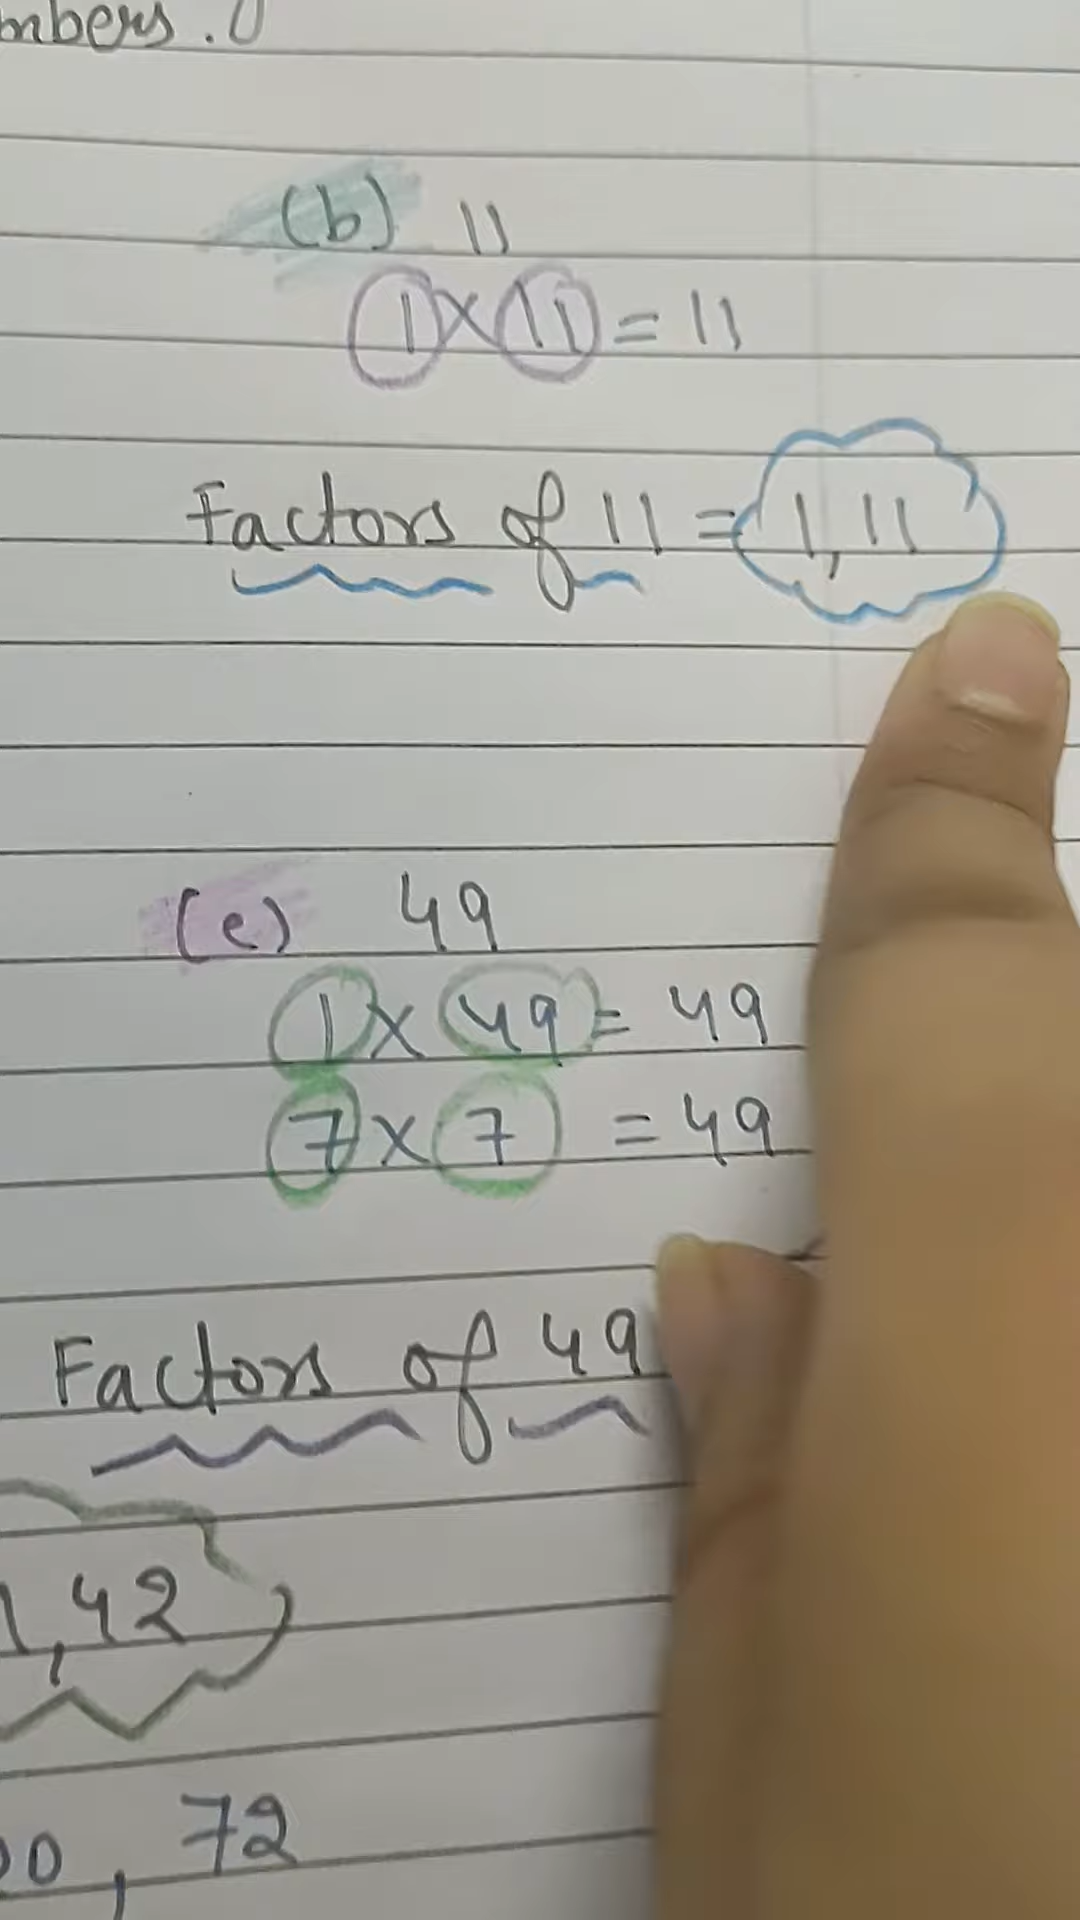 (b) 11
1 x 11 = 11
Factors of 11 = 1, 11
(e) 49
1 x 49 = 49
7 x 7 = 49
Factors of 49
, 42
, 72